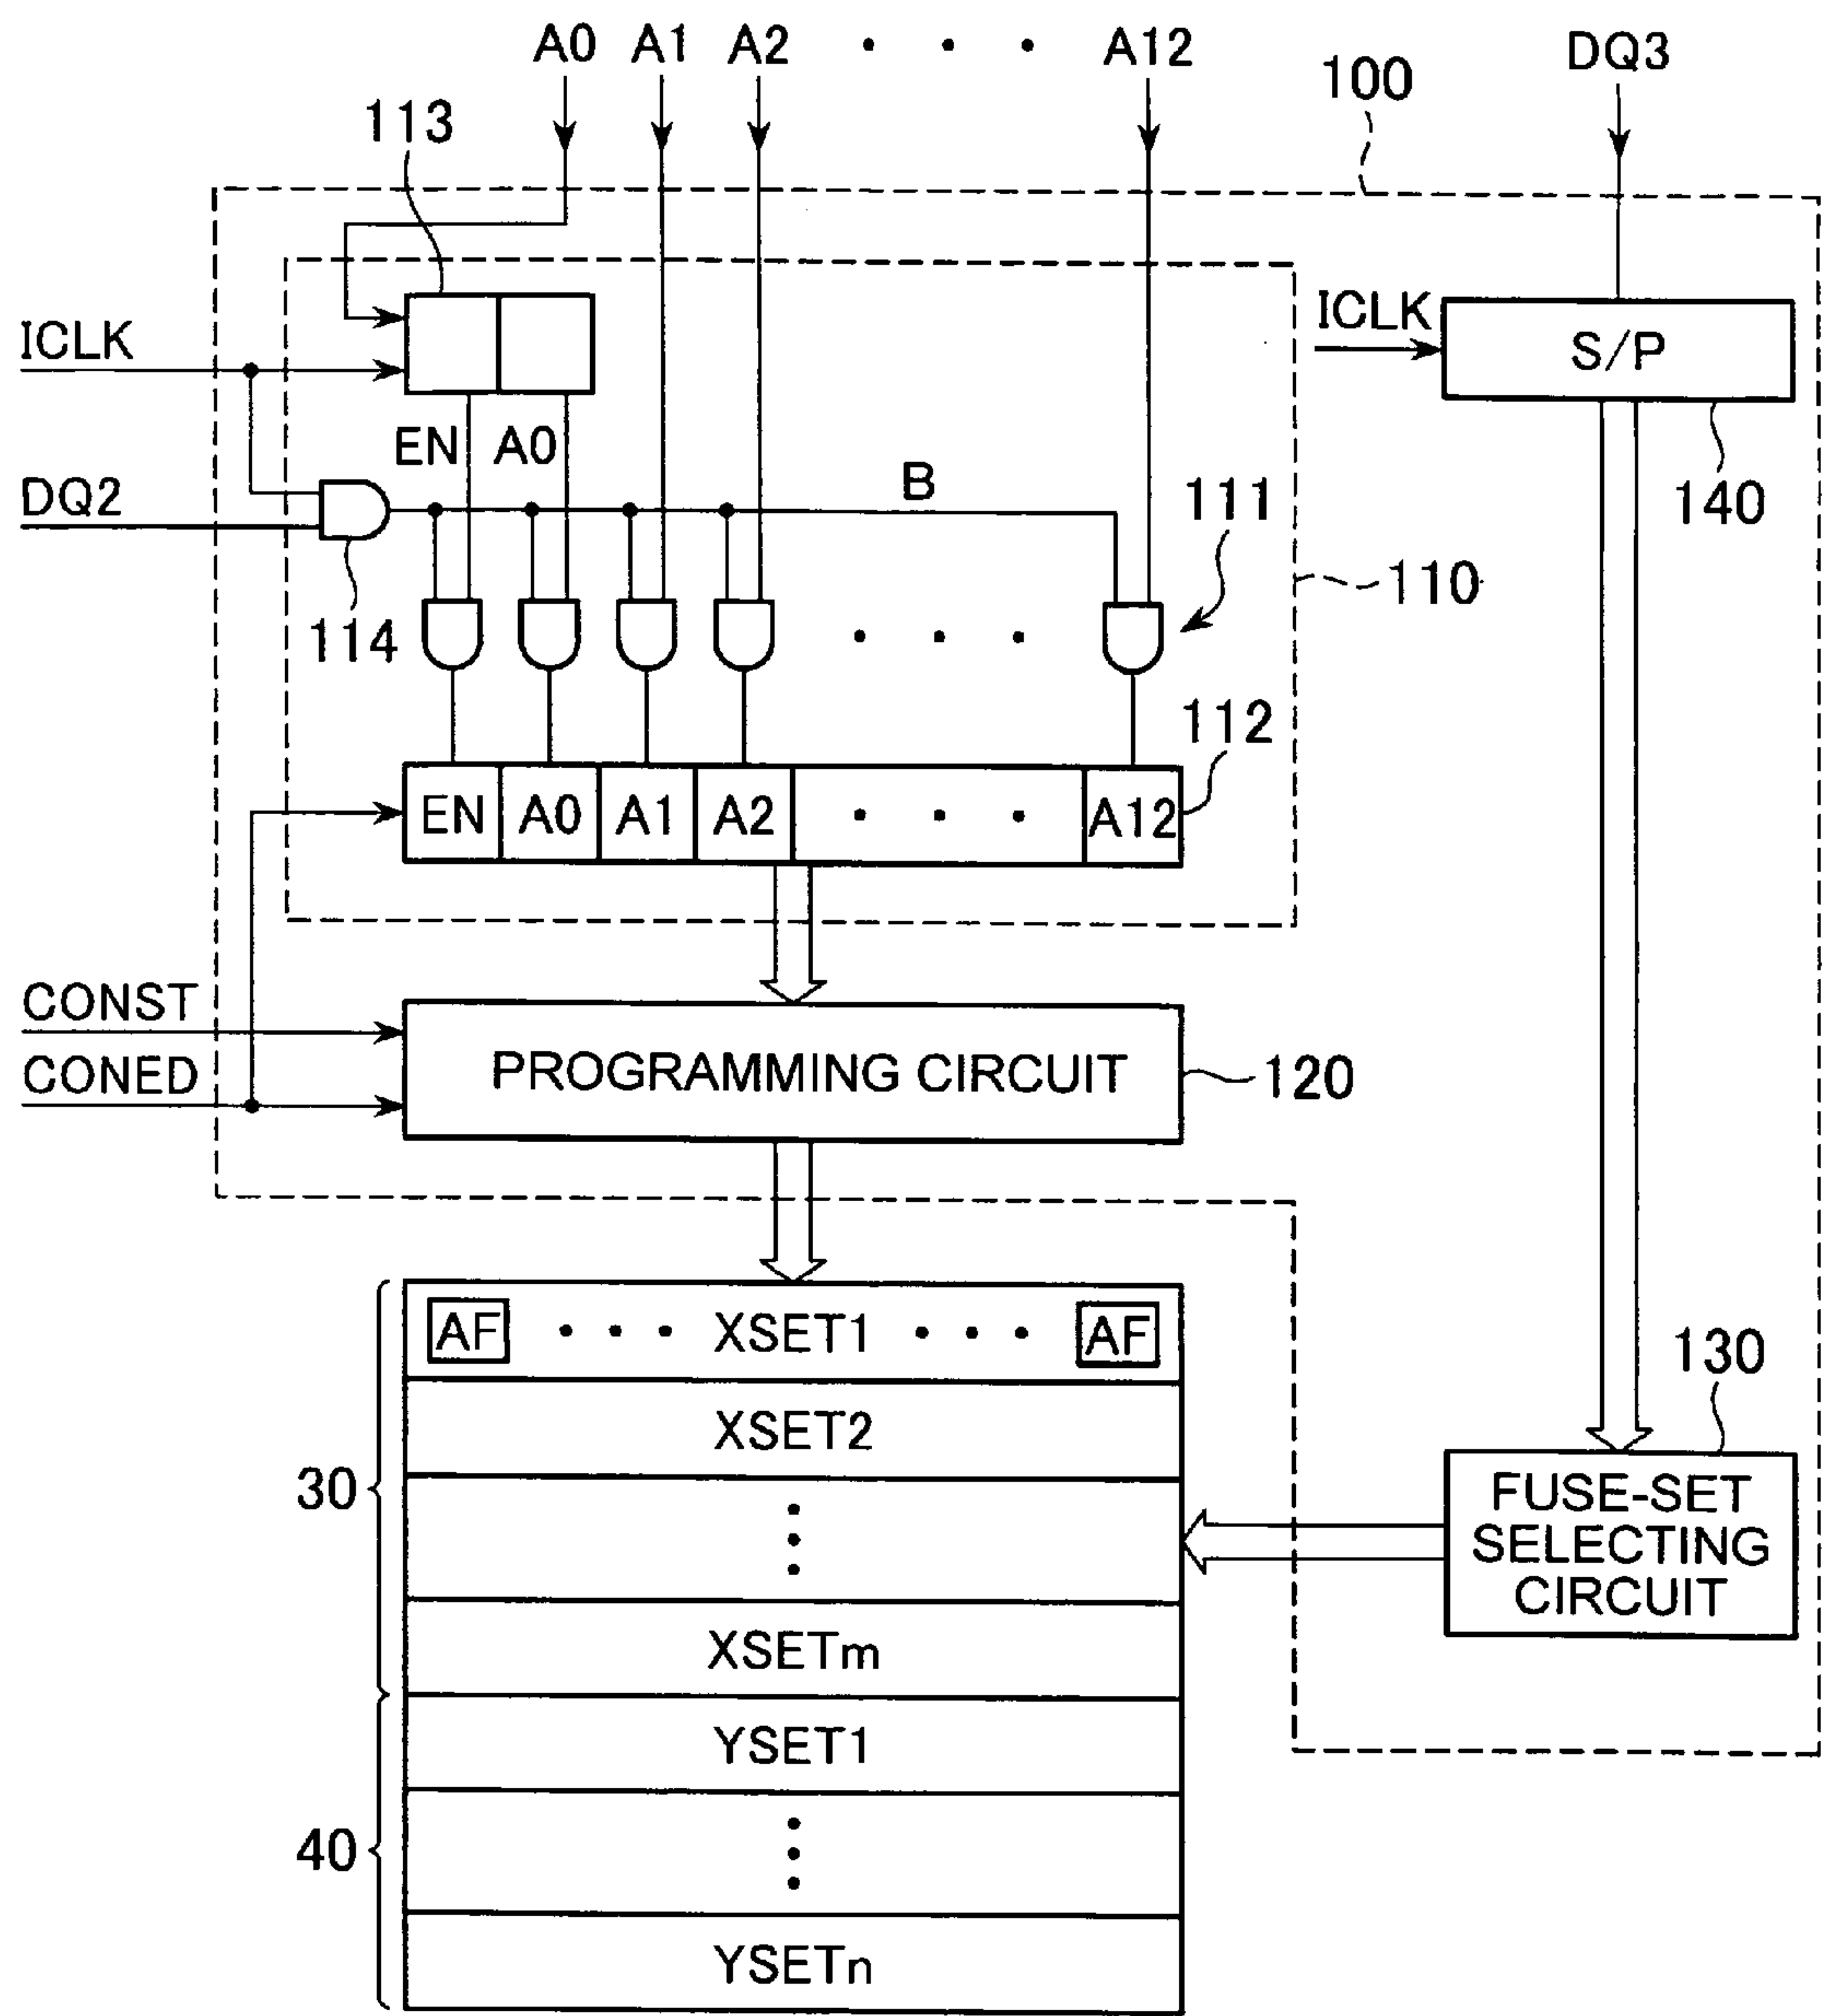 A0 A1 A2 · · · A12 DQ3
100
113
ICLK
ICLK
S/P
EN A0
DQ2
B
111
140
110
114
112
EN A0 A1 A2 · · · A12
CONST
CONED
PROGRAMMING CIRCUIT
120
AF · · · XSET1 · · · AF
130
XSET2
30
FUSE-SET
SELECTING
CIRCUIT
XSETm
YSET1
40
YSETn